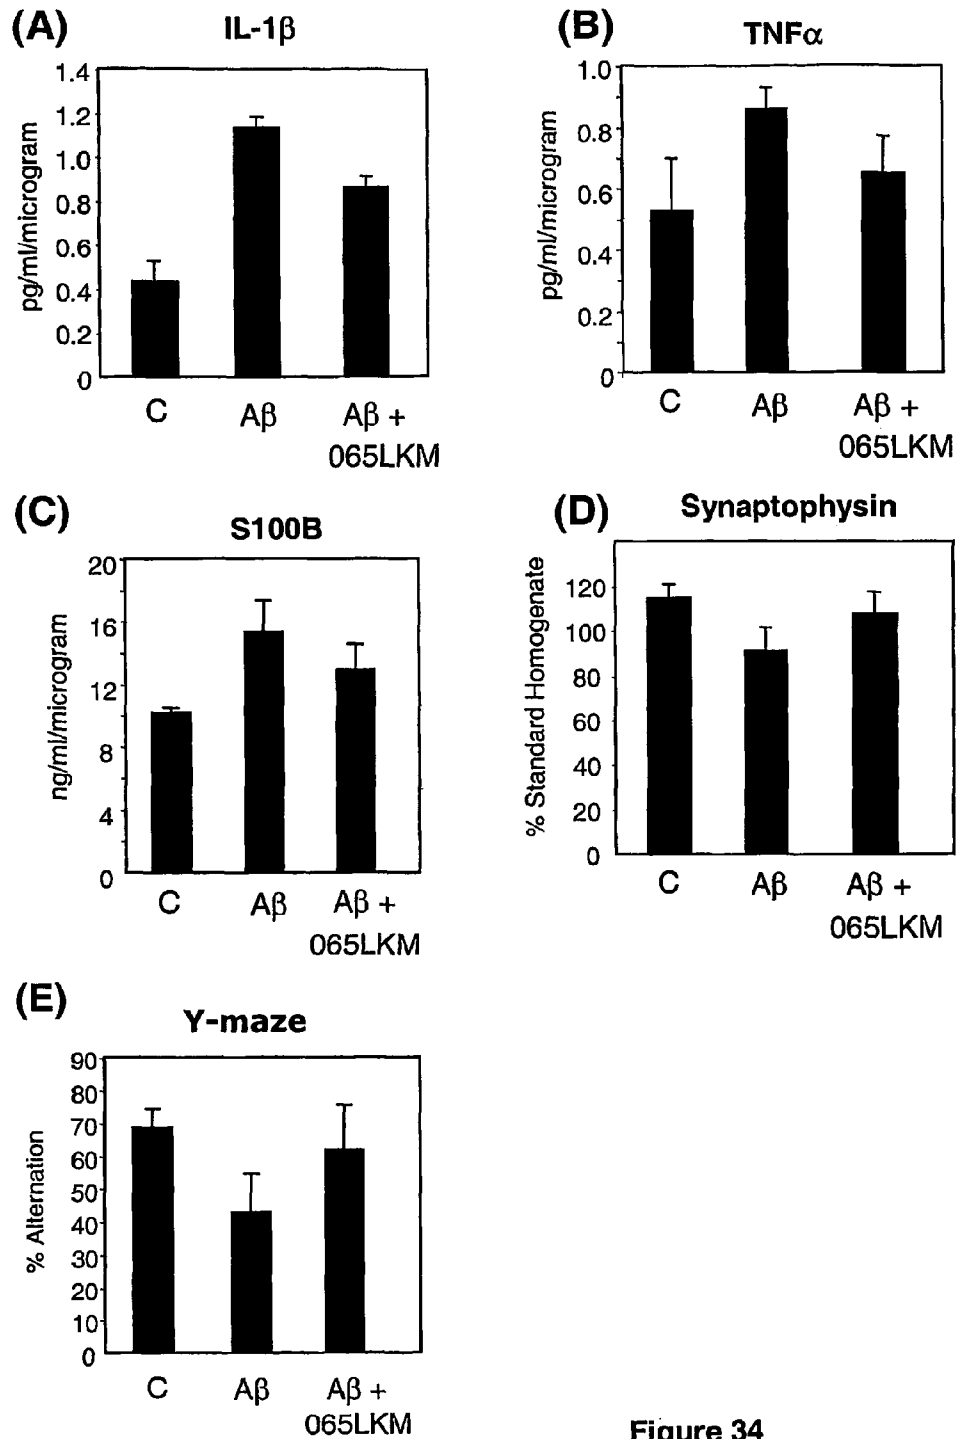 (A)
IL-1β
pg/ml/microgram
1.4
1.2
1.0
0.8
0.6
0.4
0.2
0
C
Aβ
Aβ +
065LKM
(B)
TNFα
pg/ml/microgram
1.0
0.8
0.6
0.4
0.2
0
C
Aβ
Aβ +
065LKM
(C)
S100B
ng/ml/microgram
20
16
12
8
4
0
C
Aβ
Aβ +
065LKM
(D)
Synaptophysin
% Standard Homogenate
120
100
80
60
40
20
0
C
Aβ
Aβ +
065LKM
(E)
Y-maze
% Alternation
90
80
70
60
50
40
30
20
10
0
C
Aβ
Aβ +
065LKM
Figure 34